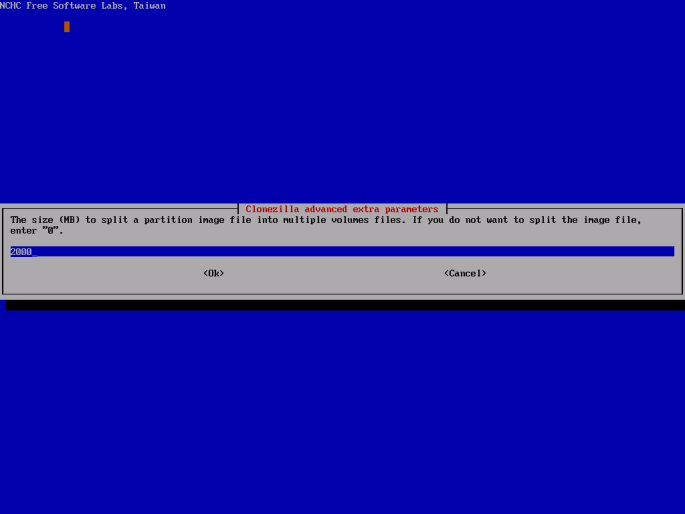 NCHC Free Software Labs, Taiwan
Clonezilla advanced extra parameters
The size (MB) to split a partition image file into multiple volumes files. If you do not want to split the image file,
enter "0".
2000_
<Ok> <Cancel>